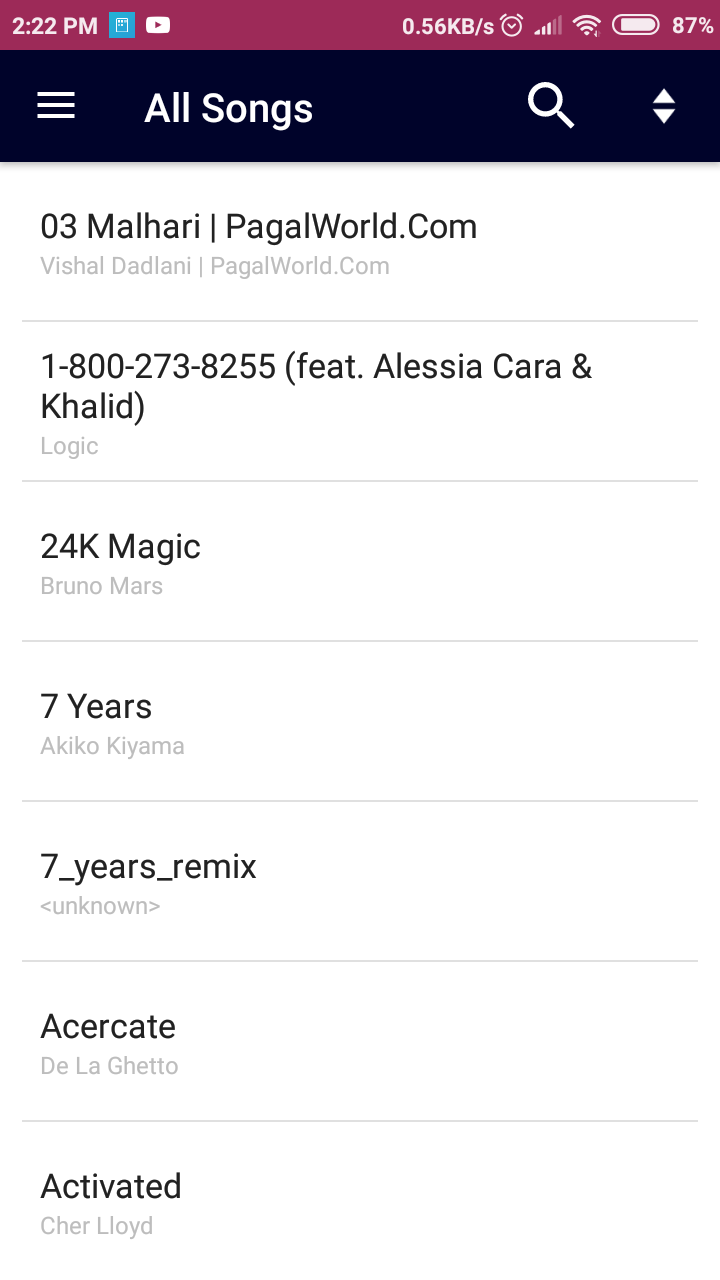 2:22 PM 0.56KB/s 87%
All Songs
03 Malhari | PagalWorld.Com
Vishal Dadlani | PagalWorld.Com
1-800-273-8255 (feat. Alessia Cara &
Khalid)
Logic
24K Magic
Bruno Mars
7 Years
Akiko Kiyama
7_years_remix
<unknown>
Acercate
De La Ghetto
Activated
Cher Lloyd